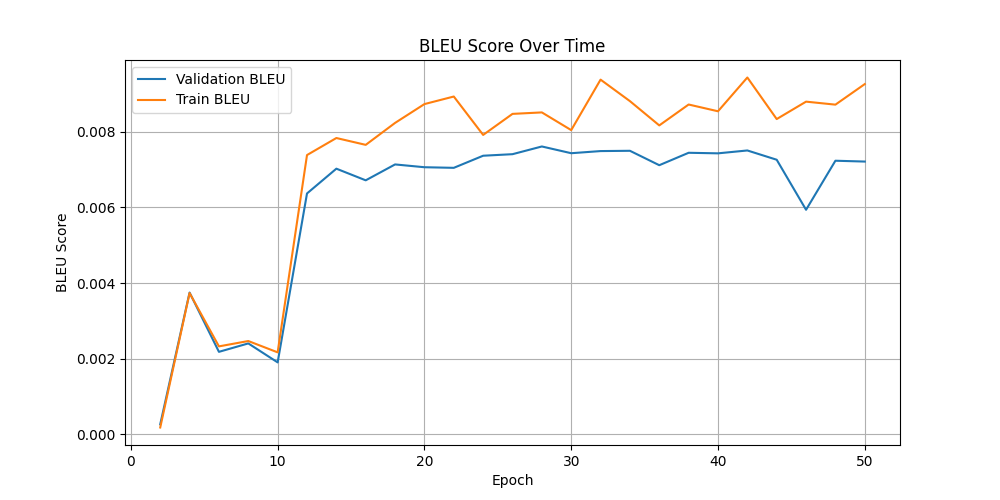 BLEU Score Over Time
Validation BLEU
Train BLEU
BLEU Score
0.008
0.006
0.004
0.002
0.000
0 10 20 30 40 50
Epoch